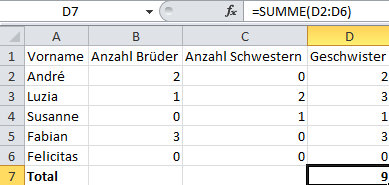 D7 fx =SUMME(D2:D6)
A B C D
1 Vorname Anzahl Brüder Anzahl Schwestern Geschwister
2 André 2 0 2
3 Luzia 1 2 3
4 Susanne 0 1 1
5 Fabian 3 0 3
6 Felicitas 0 0 0
7 Total 9